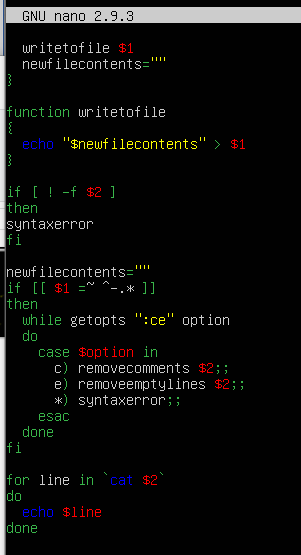 GNU nano 2.9.3
writetofile $1
newfilecontents=""
}
function writetofile
{
echo "$newfilecontents" > $1
}
if [ ! -f $2 ]
then
syntaxerror
fi
newfilecontents=""
if [[ $1 =~ ^-.* ]]
then
while getopts ":ce" option
do
case $option in
c) removecomments $2;;
e) removeemptylines $2;;
*) syntaxerror;;
esac
done
fi
for line in `cat $2`
do
echo $line
done